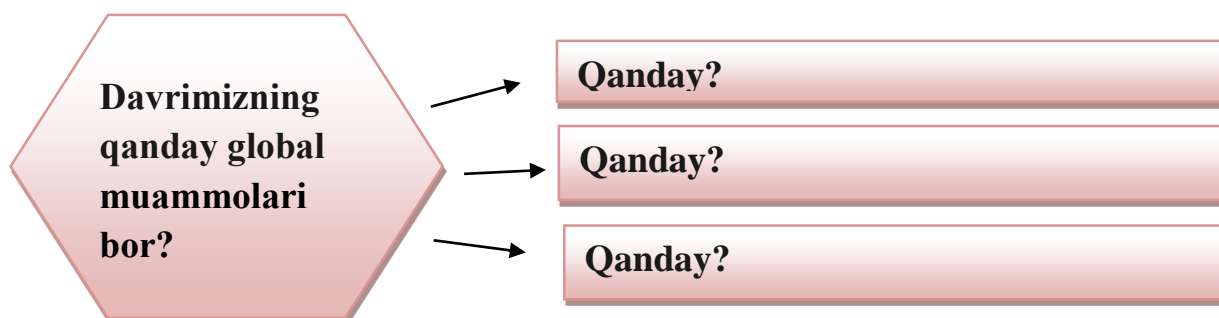 Davrimizning
qanday global
muammolari
bor?
Qanday?
Qanday?
Qanday?